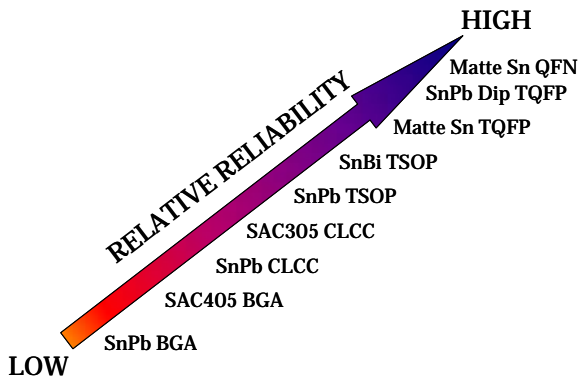 HIGH
Matte Sn QFN
SnPb Dip TQFP
Matte Sn TQFP
RELATIVE RELIABILITY
SnBi TSOP
SnPb TSOP
SAC305 CLCC
SnPb CLCC
SAC405 BGA
SnPb BGA
LOW